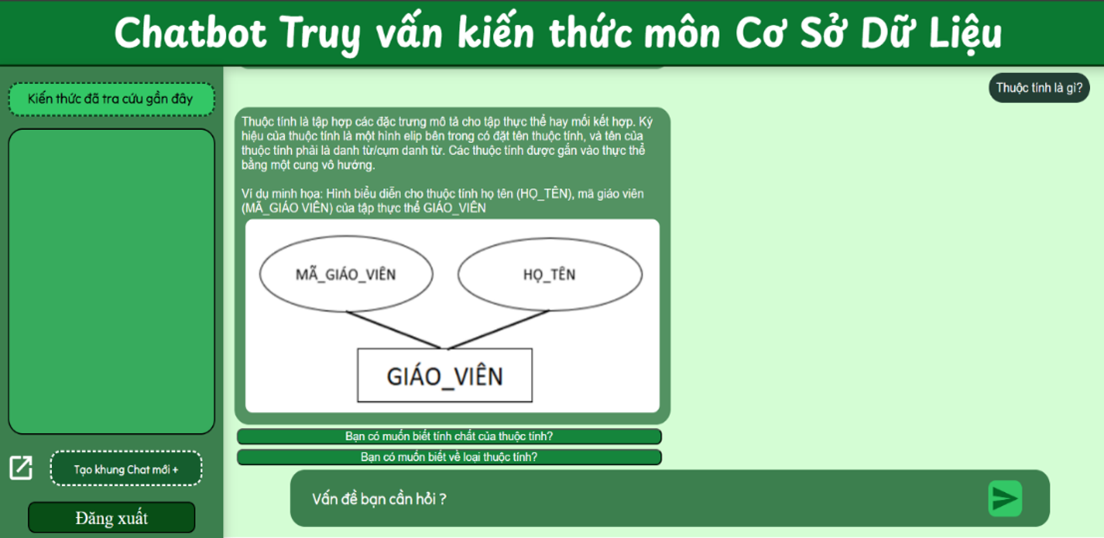 Chatbot Truy vấn kiến thức môn Cơ Sở Dữ Liệu
Kiến thức đã tra cứu gần đây
Thuộc tính là gì?
Thuộc tính là tập hợp các đặc trưng mô tả cho tập thực thể hay mối kết hợp. Ký
hiệu của thuộc tính là một hình elip bên trong có đặt tên thuộc tính, và tên của
thuộc tính phải là danh từ/cụm danh từ. Các thuộc tính được gắn vào thực thể
bằng một cung vô hướng.
Ví dụ minh họa: Hình biểu diễn cho thuộc tính họ tên (HỌ_TÊN), mã giáo viên
(MÃ_GIÁO VIÊN) của tập thực thể GIÁO_VIÊN
MÃ_GIÁO_VIÊN
HỌ_TÊN
GIÁO_VIÊN
Bạn có muốn biết tính chất của thuộc tính?
Bạn có muốn biết về loại thuộc tính?
Tạo khung Chat mới +
Vấn đề bạn cần hỏi ?
Đăng xuất